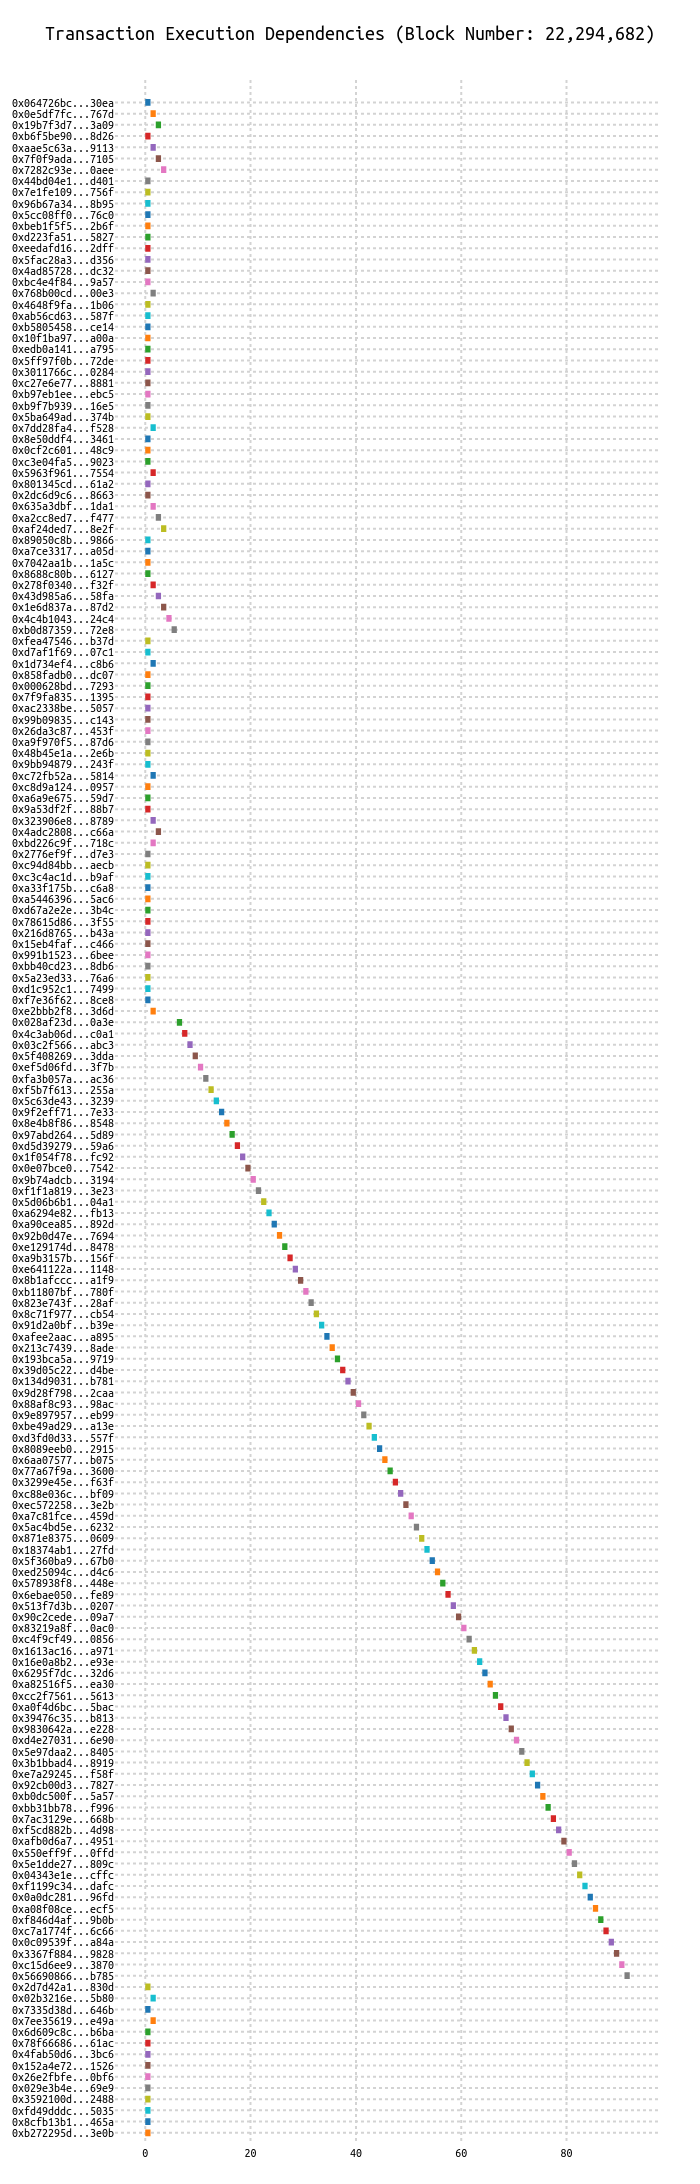 Transaction Execution Dependencies (Block Number: 22,294,682)
0x064726bc...30ea
0x0e5df7fc...767d
0x19b7f3d7...3a09
0xb6f5be90...8d26
0xaae5c63a...9113
0x7f0f9ada...7105
0x7282c93e...0aee
0x44bd04e1...d401
0x7e1fe109...756f
0x96b67a34...8b95
0x5cc08ff0...76c0
0xbeb1f5f5...2b6f
0xd223fa51...5827
0xeedafd16...2dff
0x5fac28a3...d356
0x4ad85728...dc32
0xbc4e4f84...9a57
0x768b00cd...00e3
0x4648f9fa...1b06
0xab56cd63...587f
0xb5805458...ce14
0x10f1ba97...a00a
0xedb0a141...a795
0x5ff97f0b...72de
0x3011766c...0284
0xc27e6e77...8881
0xb97eb1ee...ebc5
0xb9f7b939...16e5
0x5ba649ad...374b
0x7dd28fa4...f528
0x8e50ddf4...3461
0x0cf2c601...48c9
0xc3e04fa5...9023
0x5963f961...7554
0x801345cd...61a2
0x2dc6d9c6...8663
0x635a3dbf...1da1
0xa2cc8ed7...f477
0xaf24ded7...8e2f
0x89050c8b...9866
0xa7ce3317...a05d
0x7042aa1b...1a5c
0x8688c80b...6127
0x278f0340...f32f
0x43d985a6...58fa
0x1e6d837a...87d2
0x4c4b1043...24c4
0xb0d87359...72e8
0xfea47546...b37d
0xd7af1f69...07c1
0x1d734ef4...c8b6
0x858fadb0...dc07
0x000628bd...7293
0x7f9fa835...1395
0xac2338be...5057
0x99b09835...c143
0x26da3c87...453f
0xa9f970f5...87d6
0x48b45e1a...2e6b
0x9bb94879...243f
0xc72fb52a...5814
0xc8d9a124...0957
0xa6a9e675...59d7
0x9a53df2f...88b7
0x323906e8...8789
0x4adc2808...c66a
0xbd226c9f...718c
0x2776ef9f...d7e3
0xc94d84bb...aecb
0xc3c4ac1d...b9af
0xa33f175b...c6a8
0xa5446396...5ac6
0xd67a2e2e...3b4c
0x78615d86...3f55
0x216d8765...b43a
0x15eb4faf...c466
0x991b1523...6bee
0xbb40cd23...8db6
0x5a23ed33...76a6
0xd1c952c1...7499
0xf7e36f62...8ce8
0xe2bbb2f8...3d6d
0x028af23d...0a3e
0x4c3ab06d...c0a1
0x03c2f566...abc3
0x5f408269...3dda
0xef5d06fd...3f7b
0xfa3b057a...ac36
0xf5b7f613...255a
0x5c63de43...3239
0x9f2eff71...7e33
0x8e4b8f86...8548
0x97abd264...5d89
0xd5d39279...59a6
0x1f054f78...fc92
0x0e07bce0...7542
0x9b74adcb...3194
0xf1f1a819...3e23
0x5d06b6b1...04a1
0xa6294e82...fb13
0xa90cea85...892d
0x92b0d47e...7694
0xe129174d...8478
0xa9b3157b...156f
0xe641122a...1148
0x8b1afccc...a1f9
0xb11807bf...780f
0x823e743f...28af
0x8c71f977...cb54
0x91d2a0bf...b39e
0xafee2aac...a895
0x213c7439...8ade
0x193bca5a...9719
0x39d05c22...d4be
0x134d9031...b781
0x9d28f798...2caa
0x88af8c93...98ac
0x9e897957...eb99
0xbe49ad29...a13e
0xd3fd0d33...557f
0x8089eeb0...2915
0x6aa07577...b075
0x77a67f9a...3600
0x3299e45e...f63f
0xc88e036c...bf09
0xec572258...3e2b
0xa7c81fce...459d
0x5ac4bd5e...6232
0x871e8375...0609
0x18374ab1...27fd
0x5f360ba9...67b0
0xed25094c...d4c6
0x578938f8...448e
0x6ebae050...fe89
0x513f7d3b...0207
0x90c2cede...09a7
0x83219a8f...0ac0
0xc4f9cf49...0856
0x1613ac16...a971
0x16e0a8b2...e93e
0x6295f7dc...32d6
0xa82516f5...ea30
0xcc2f7561...5613
0xa0f4d6bc...5bac
0x39476c35...b813
0x9830642a...e228
0xd4e27031...6e90
0x5e97daa2...8405
0x3b1bbad4...8919
0xe7a29245...f58f
0x92cb00d3...7827
0xb0dc500f...5a57
0xbb31bb78...f996
0x7ac3129e...668b
0xf5cd882b...4d98
0xafb0d6a7...4951
0x550eff9f...0ffd
0x5e1dde27...809c
0x04343e1e...cffc
0xf1199c34...dafc
0x0a0dc281...96fd
0xa08f08ce...ecf5
0xf846d4af...9b0b
0xc7a1774f...6c66
0x0c09539f...a84a
0x3367f884...9828
0xc15d6ee9...3870
0x56690866...b785
0x2d7d42a1...830d
0x02b3216e...5b80
0x7335d38d...646b
0x7ee35619...e49a
0x6d609c8c...b6ba
0x78f66686...61ac
0x4fab50d6...3bc6
0x152a4e72...1526
0x26e2fbfe...0bf6
0x029e3b4e...69e9
0x3592100d...2488
0xfd49dddc...5035
0x8cfb13b1...465a
0xb272295d...3e0b
0 20 40 60 80